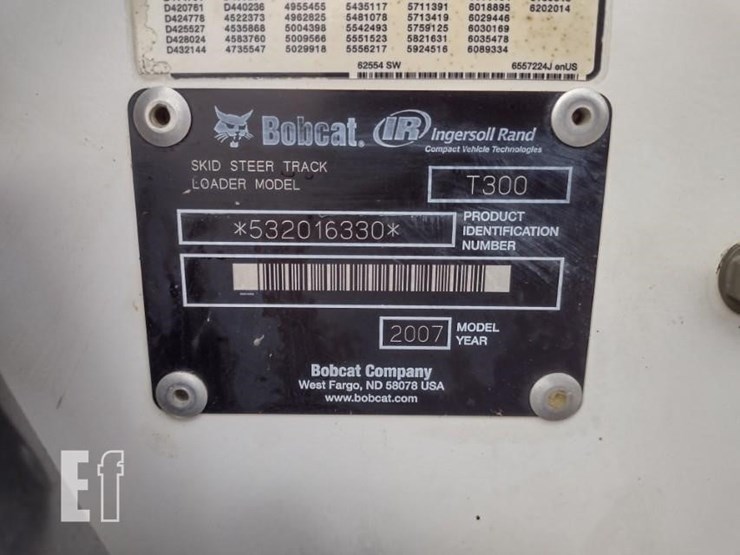 D420761 D440236 4955455 5435117 5711391 6018895 6202014
D424778 4522373 4962825 5481078 5713419 6029446
D425527 4535868 5004398 5542493 5759125 6030169
D428024 4583760 5009566 5551523 5821631 6035478
D432144 4735547 5029918 5556217 5924516 6089334
62554 SW
6557224J enUS
Bobcat. IR Ingersoll Rand
Compact Vehicle Technologies
SKID STEER TRACK
LOADER MODEL
T300
*532016330*
PRODUCT
IDENTIFICATION
NUMBER
2007
MODEL
YEAR
Bobcat Company
West Fargo, ND 58078 USA
www.bobcat.com
Ef